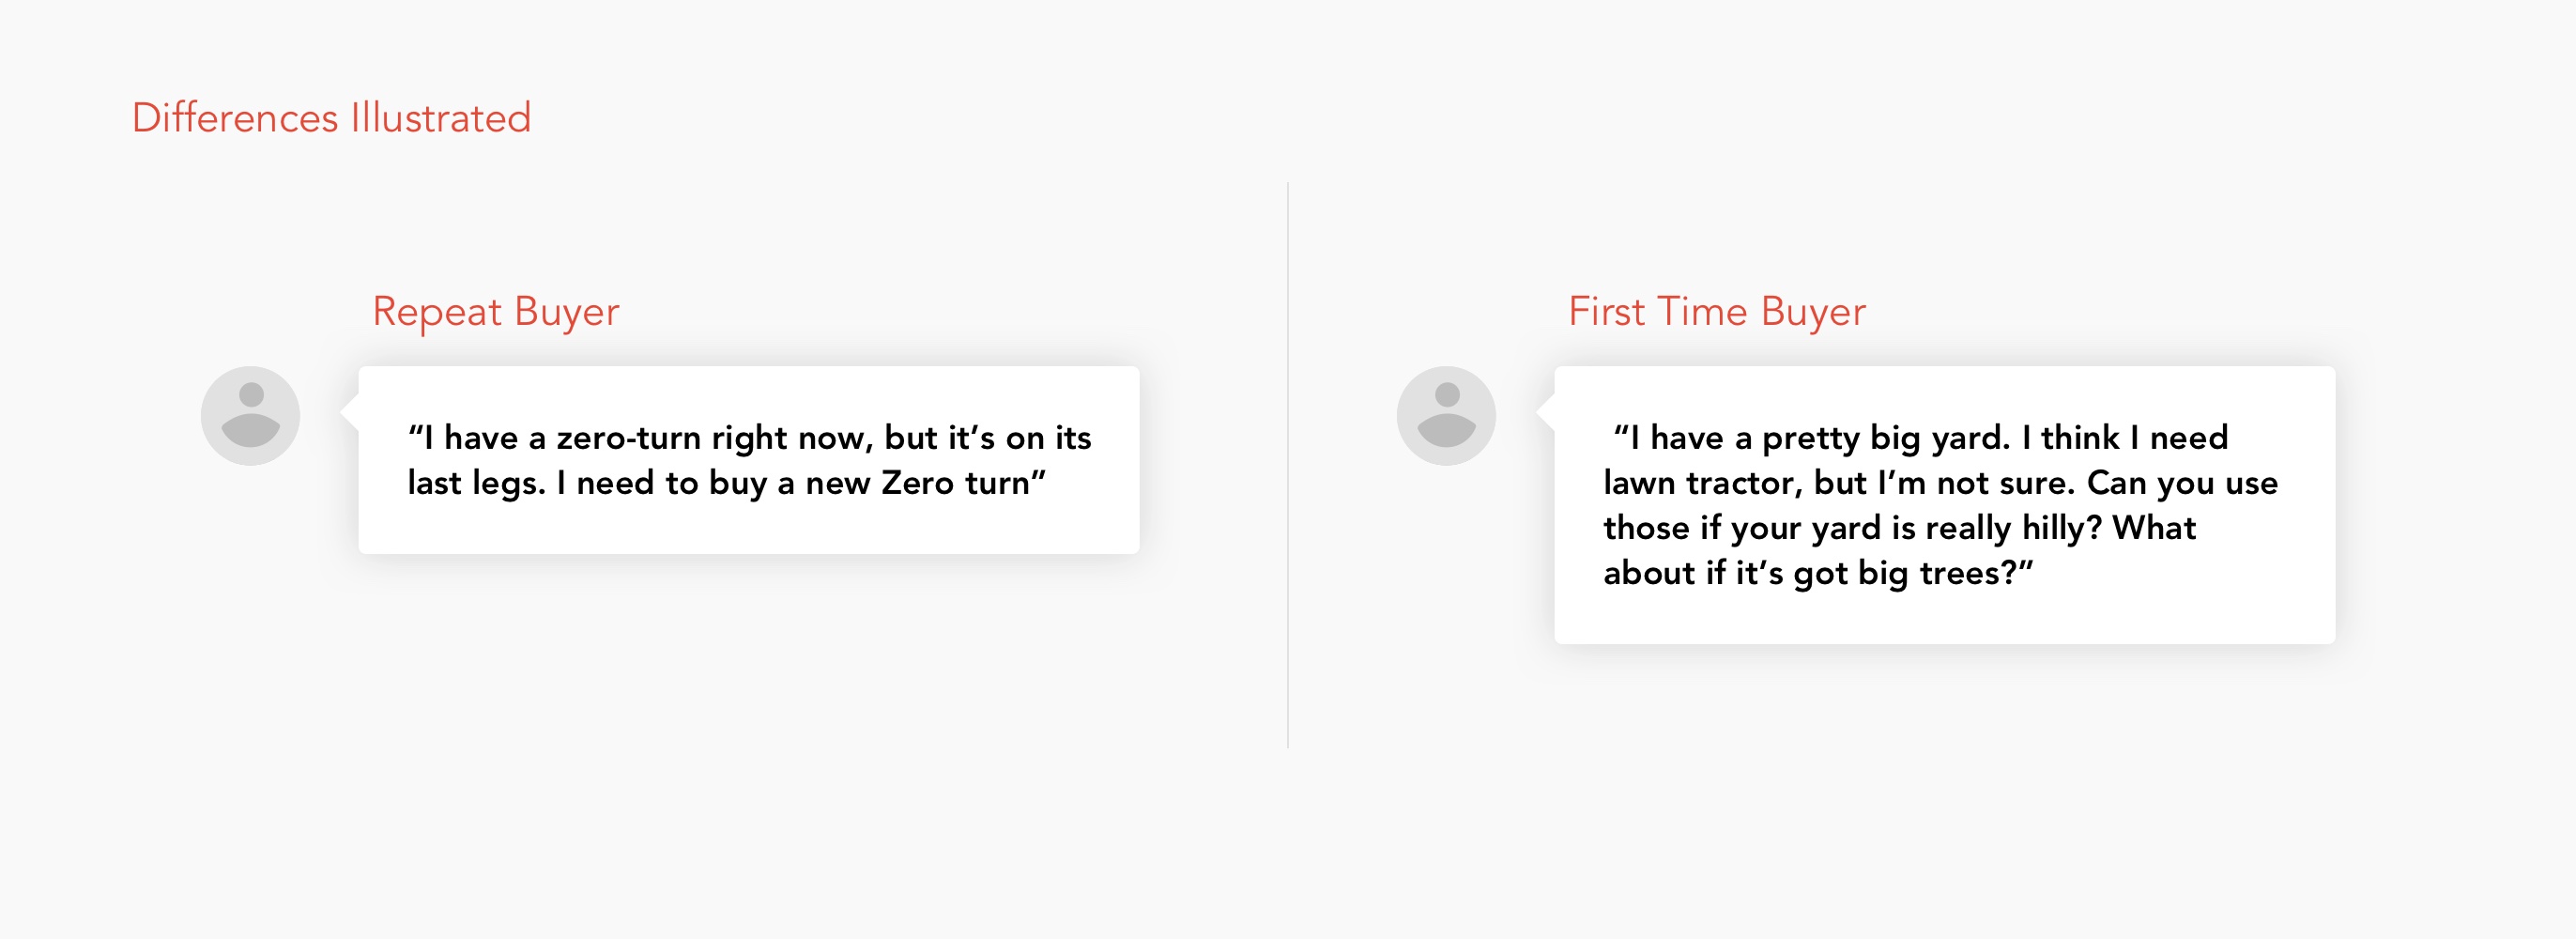 Differences Illustrated
Repeat Buyer
“I have a zero-turn right now, but it’s on its
last legs. I need to buy a new Zero turn”
First Time Buyer
“I have a pretty big yard. I think I need
lawn tractor, but I’m not sure. Can you use
those if your yard is really hilly? What
about if it’s got big trees?”